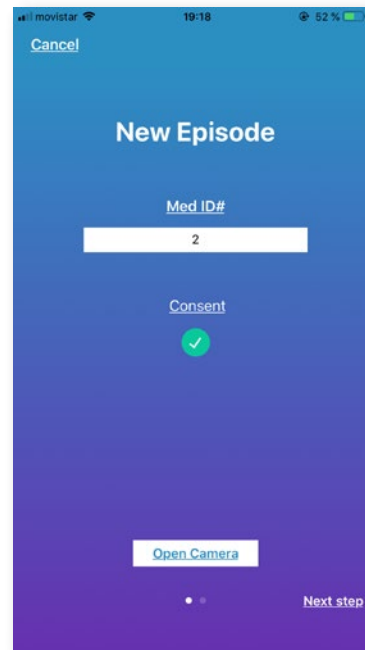 movistar 19:18 52 %
Cancel
New Episode
Med ID#
2
Consent
Open Camera
Next step